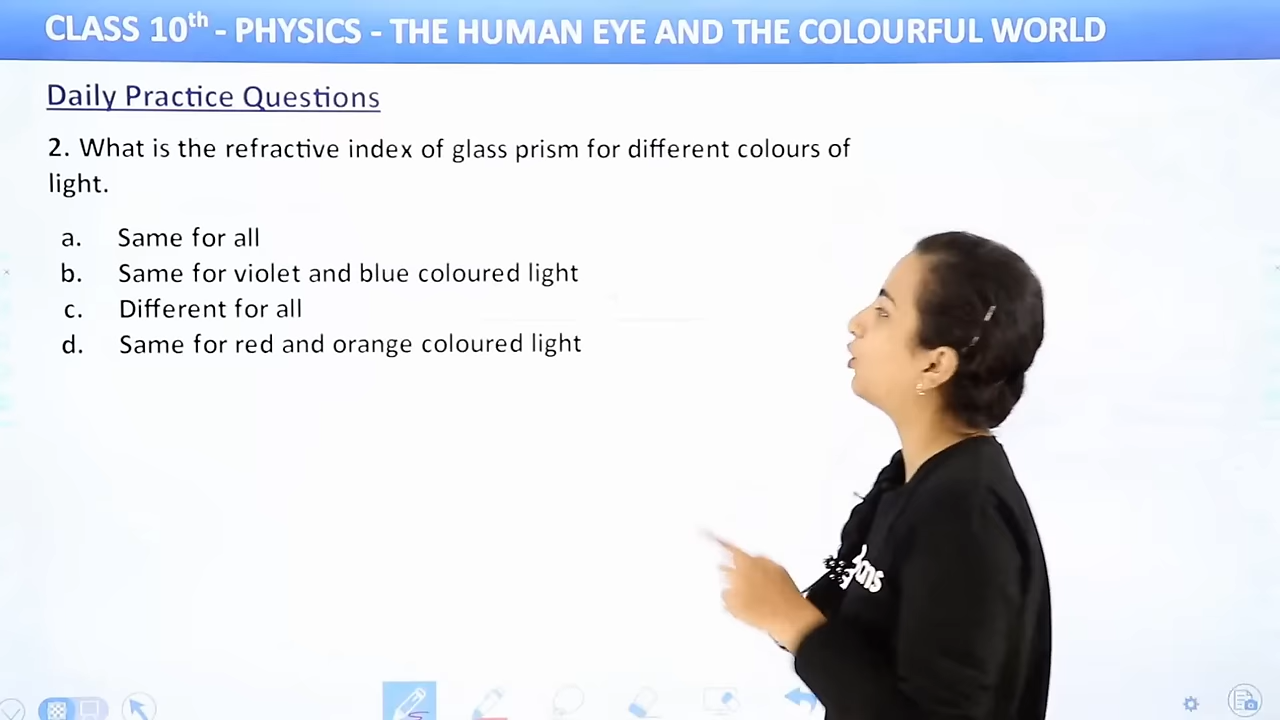 CLASS 10th - PHYSICS - THE HUMAN EYE AND THE COLOURFUL WORLD
Daily Practice Questions
2. What is the refractive index of glass prism for different colours of
light.
a. Same for all
b. Same for violet and blue coloured light
c. Different for all
d. Same for red and orange coloured light